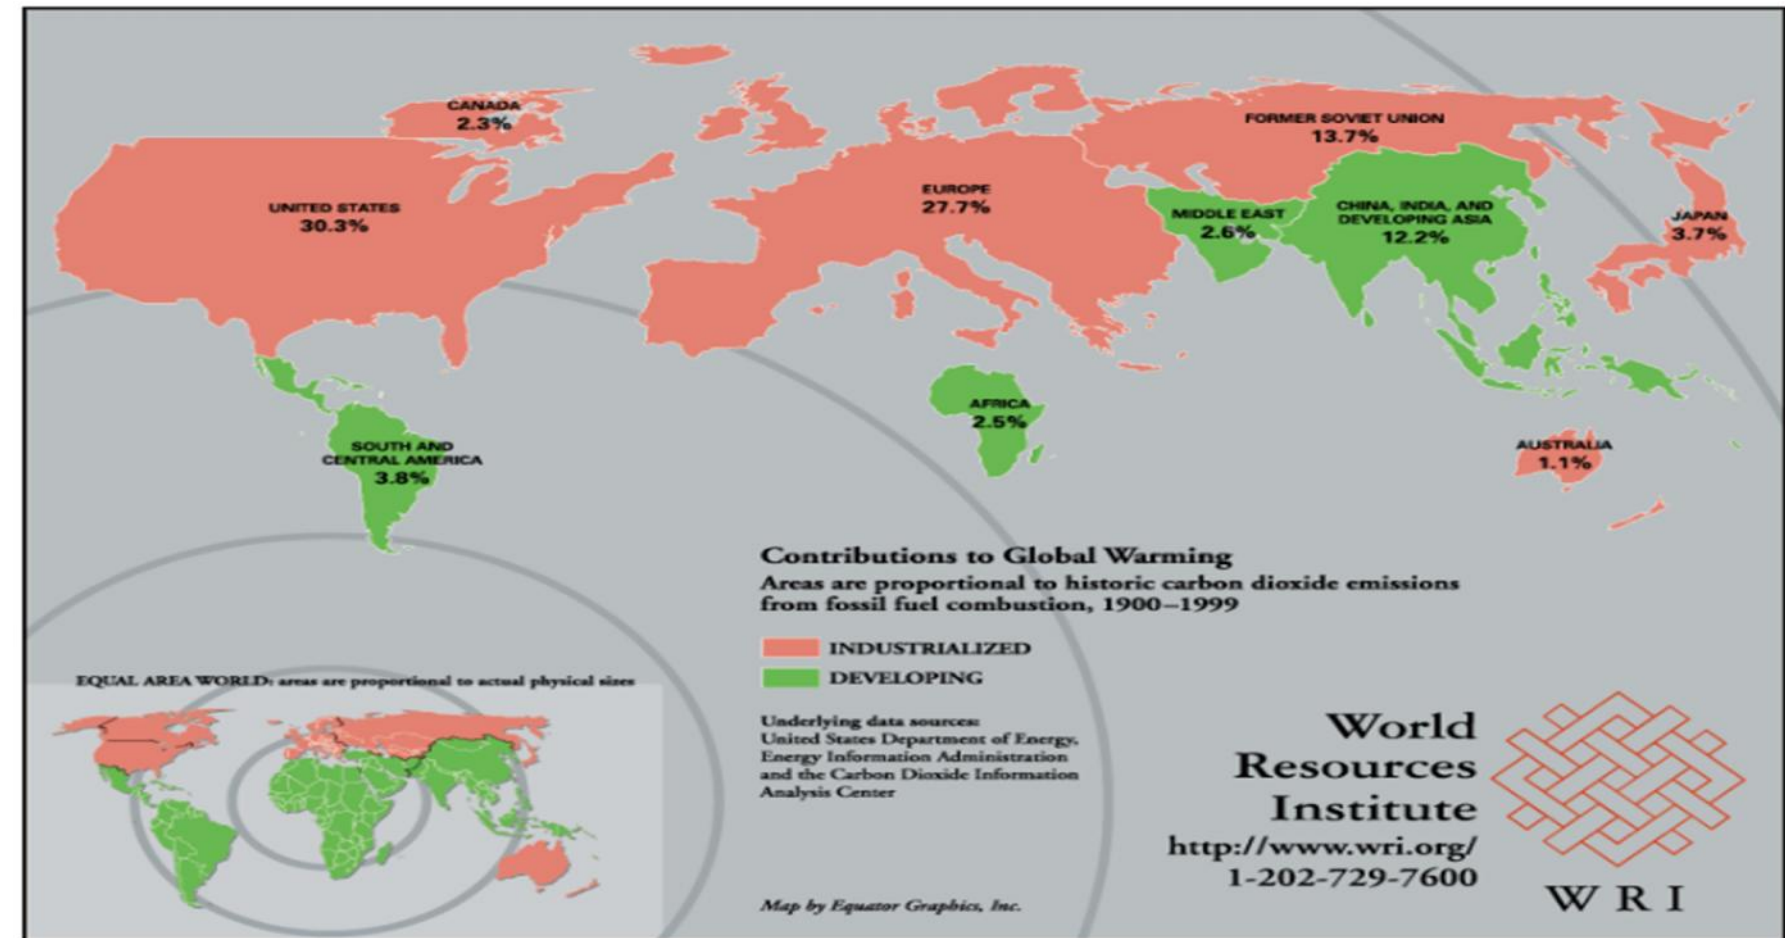 CANADA
2.3%
UNITED STATES
30.3%
EUROPE
27.7%
FORMER SOVIET UNION
13.7%
MIDDLE EAST
2.6%
CHINA, INDIA, AND
DEVELOPING ASIA
12.2%
JAPAN
3.7%
SOUTH AND
CENTRAL AMERICA
3.8%
AFRICA
2.5%
AUSTRALIA
1.1%
Contributions to Global Warming
Areas are proportional to historic carbon dioxide emissions
from fossil fuel combustion, 1900–1999
INDUSTRIALIZED
DEVELOPING
EQUAL AREA WORLD: areas are proportional to actual physical sizes
Underlying data sources:
United States Department of Energy,
Energy Information Administration
and the Carbon Dioxide Information
Analysis Center
Map by Equator Graphics, Inc.
World
Resources
Institute
http://www.wri.org/
1-202-729-7600
WRI